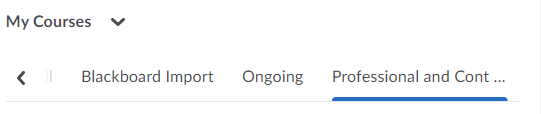 My Courses
Blackboard Import Ongoing Professional and Cont ...